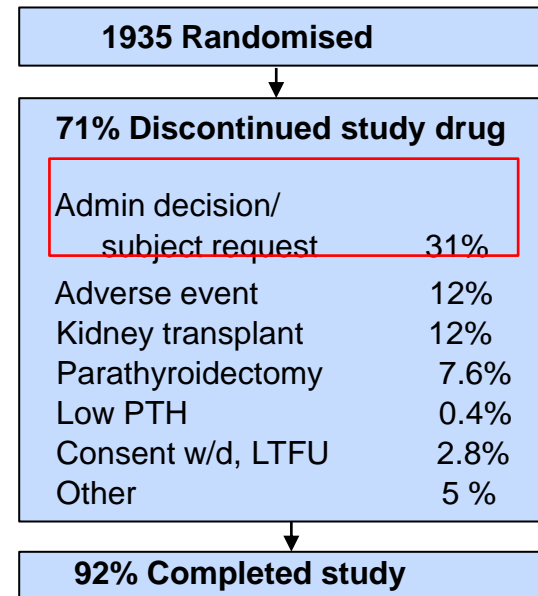 1935 Randomised
71% Discontinued study drug
Admin decision/
subject request 31%
Adverse event 12%
Kidney transplant 12%
Parathyroidectomy 7.6%
Low PTH 0.4%
Consent w/d, LTFU 2.8%
Other 5 %
92% Completed study